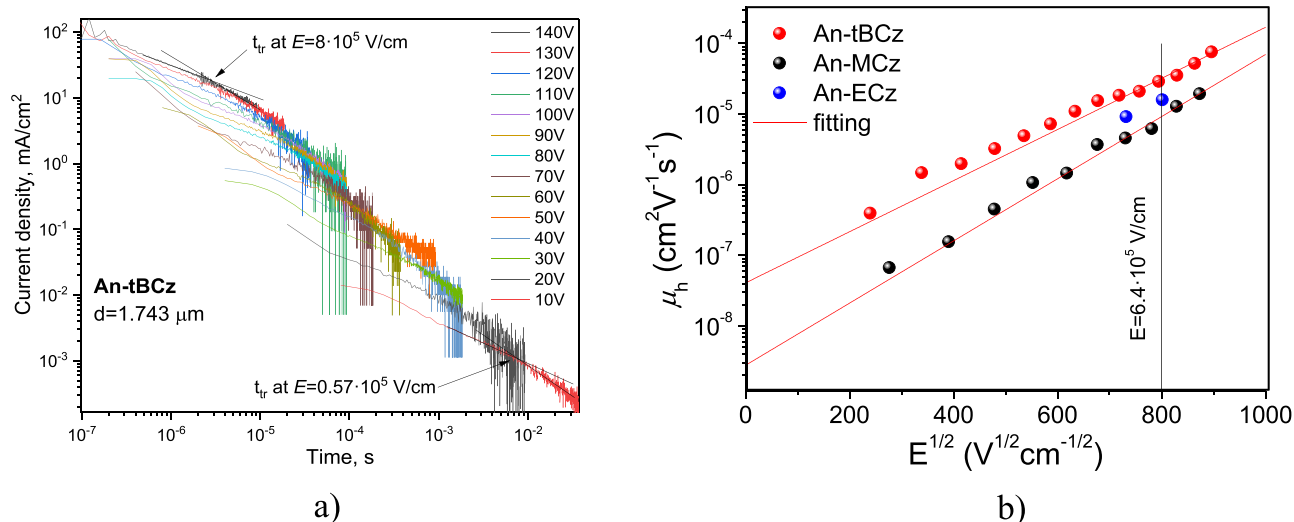 a)
Current density, mA/cm²
10²
10¹
10⁰
10⁻¹
10⁻²
10⁻³
t_tr at E=8·10⁵ V/cm
140V
130V
120V
110V
100V
90V
80V
70V
60V
50V
40V
30V
20V
10V
An-tBCz
d=1.743 μm
t_tr at E=0.57·10⁵ V/cm
10⁻⁷
10⁻⁶
10⁻⁵
10⁻⁴
10⁻³
10⁻²
Time, s
a)
b)
μ_h (cm²V⁻¹s⁻¹)
10⁻⁴
10⁻⁵
10⁻⁶
10⁻⁷
10⁻⁸
An-tBCz
An-MCz
An-ECz
fitting
E=6.4·10⁵ V/cm
0
200
400
600
800
1000
E^1/2 (V^1/2cm^-1/2)
b)